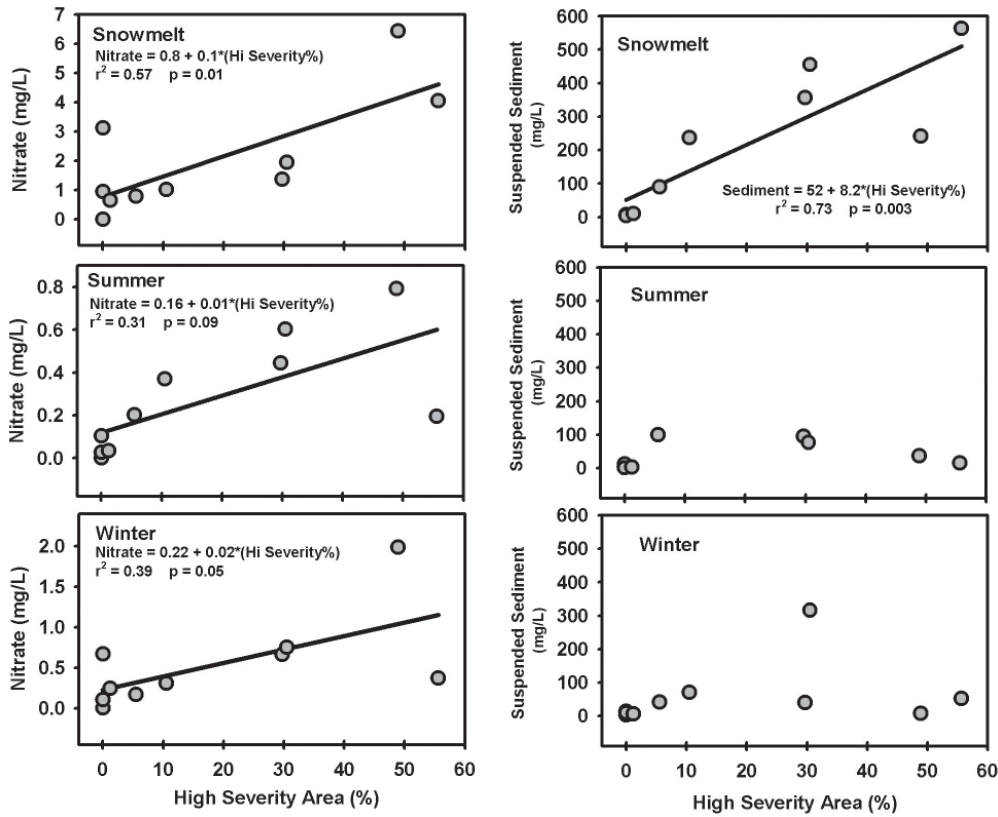 7
6
5
4
3
2
1
0
Nitrate (mg/L)
Snowmelt
Nitrate = 0.8 + 0.1*(Hi Severity%)
r² = 0.57 p = 0.01
0.8
0.6
0.4
0.2
0.0
Nitrate (mg/L)
Summer
Nitrate = 0.16 + 0.01*(Hi Severity%)
r² = 0.31 p = 0.09
2.0
1.5
1.0
0.5
0.0
Nitrate (mg/L)
Winter
Nitrate = 0.22 + 0.02*(Hi Severity%)
r² = 0.39 p = 0.05
0 10 20 30 40 50 60
High Severity Area (%)
600
500
400
300
200
100
0
Suspended Sediment
(mg/L)
Snowmelt
Sediment = 52 + 8.2*(Hi Severity%)
r² = 0.73 p = 0.003
600
500
400
300
200
100
0
Suspended Sediment
(mg/L)
Summer
600
500
400
300
200
100
0
Suspended Sediment
(mg/L)
Winter
0 10 20 30 40 50 60
High Severity Area (%)